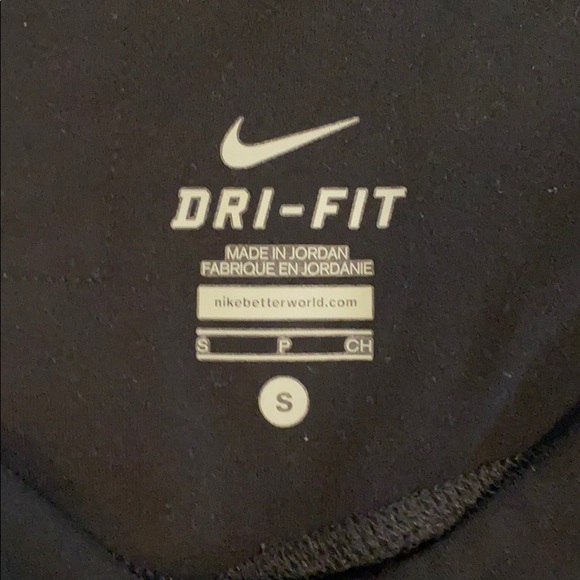 DRI-FIT
MADE IN JORDAN
FABRIQUE EN JORDANIE
nikebetterworld.com
S P CH
S